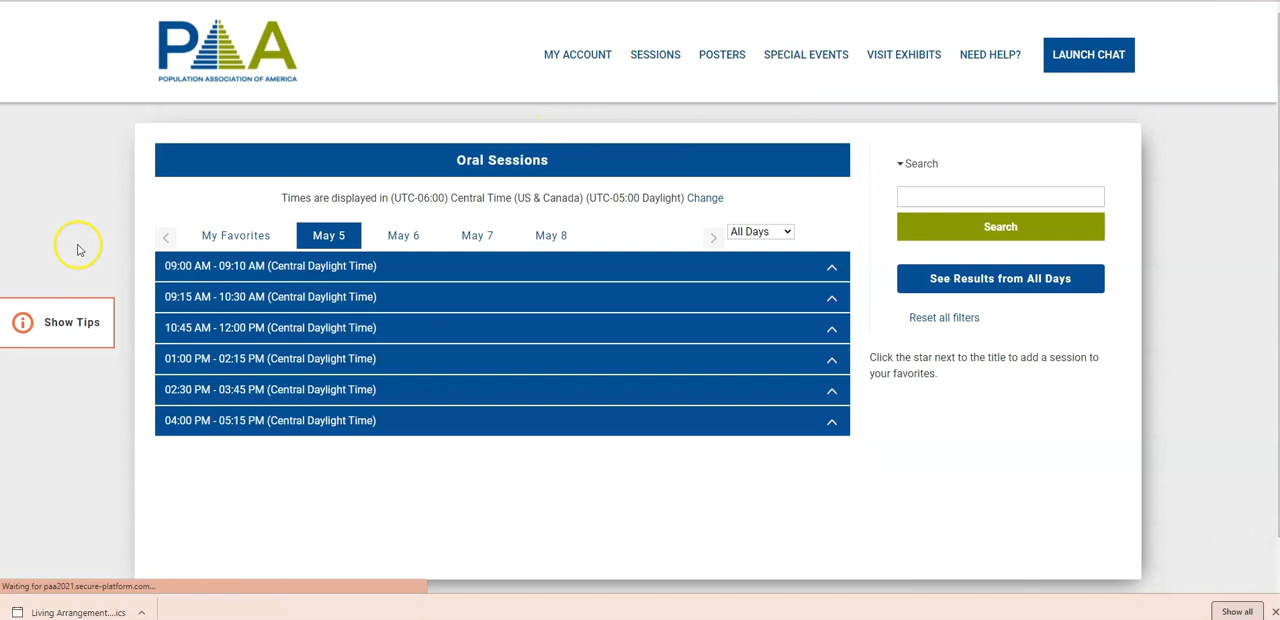 PAA
POPULATION ASSOCIATION OF AMERICA
MY ACCOUNT SESSIONS POSTERS SPECIAL EVENTS VISIT EXHIBITS NEED HELP? LAUNCH CHAT
Oral Sessions
Times are displayed in (UTC-06:00) Central Time (US & Canada) (UTC-05:00 Daylight) Change
My Favorites May 5 May 6 May 7 May 8 All Days
09:00 AM - 09:10 AM (Central Daylight Time)
09:15 AM - 10:30 AM (Central Daylight Time)
10:45 AM - 12:00 PM (Central Daylight Time)
01:00 PM - 02:15 PM (Central Daylight Time)
02:30 PM - 03:45 PM (Central Daylight Time)
04:00 PM - 05:15 PM (Central Daylight Time)
Search
Search
See Results from All Days
Reset all filters
Click the star next to the title to add a session to
your favorites.
Show Tips
Waiting for paa2021.secure-platform.com...
Living Arrangement....ics
Show all